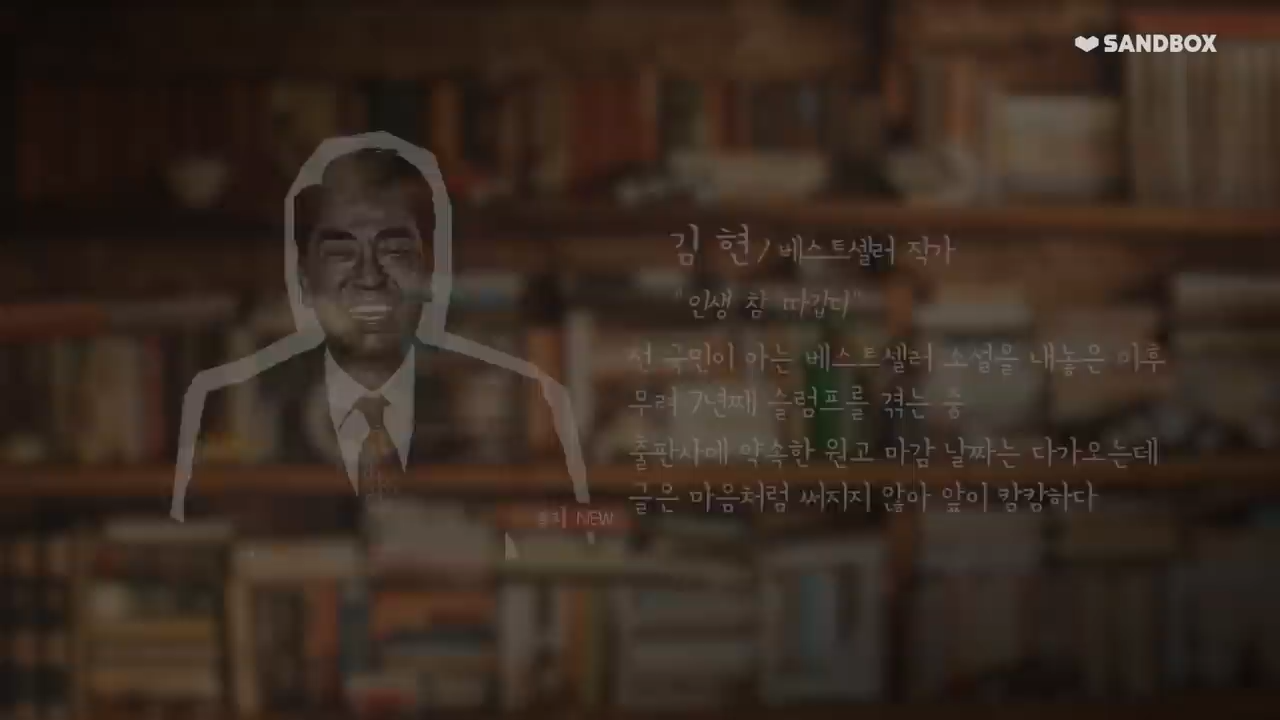 SANDBOX
김 현 / 베스트셀러 작가
"인생 참 따갑다"
전 국민이 아는 베스트셀러 소설을 내놓은 이후
무려 7년째 슬럼프를 겪는 중
출판사에 약속한 원고 마감 날짜는 다가오는데
글은 마음처럼 써지지 않아 앞이 캄캄하다
출처 NEW